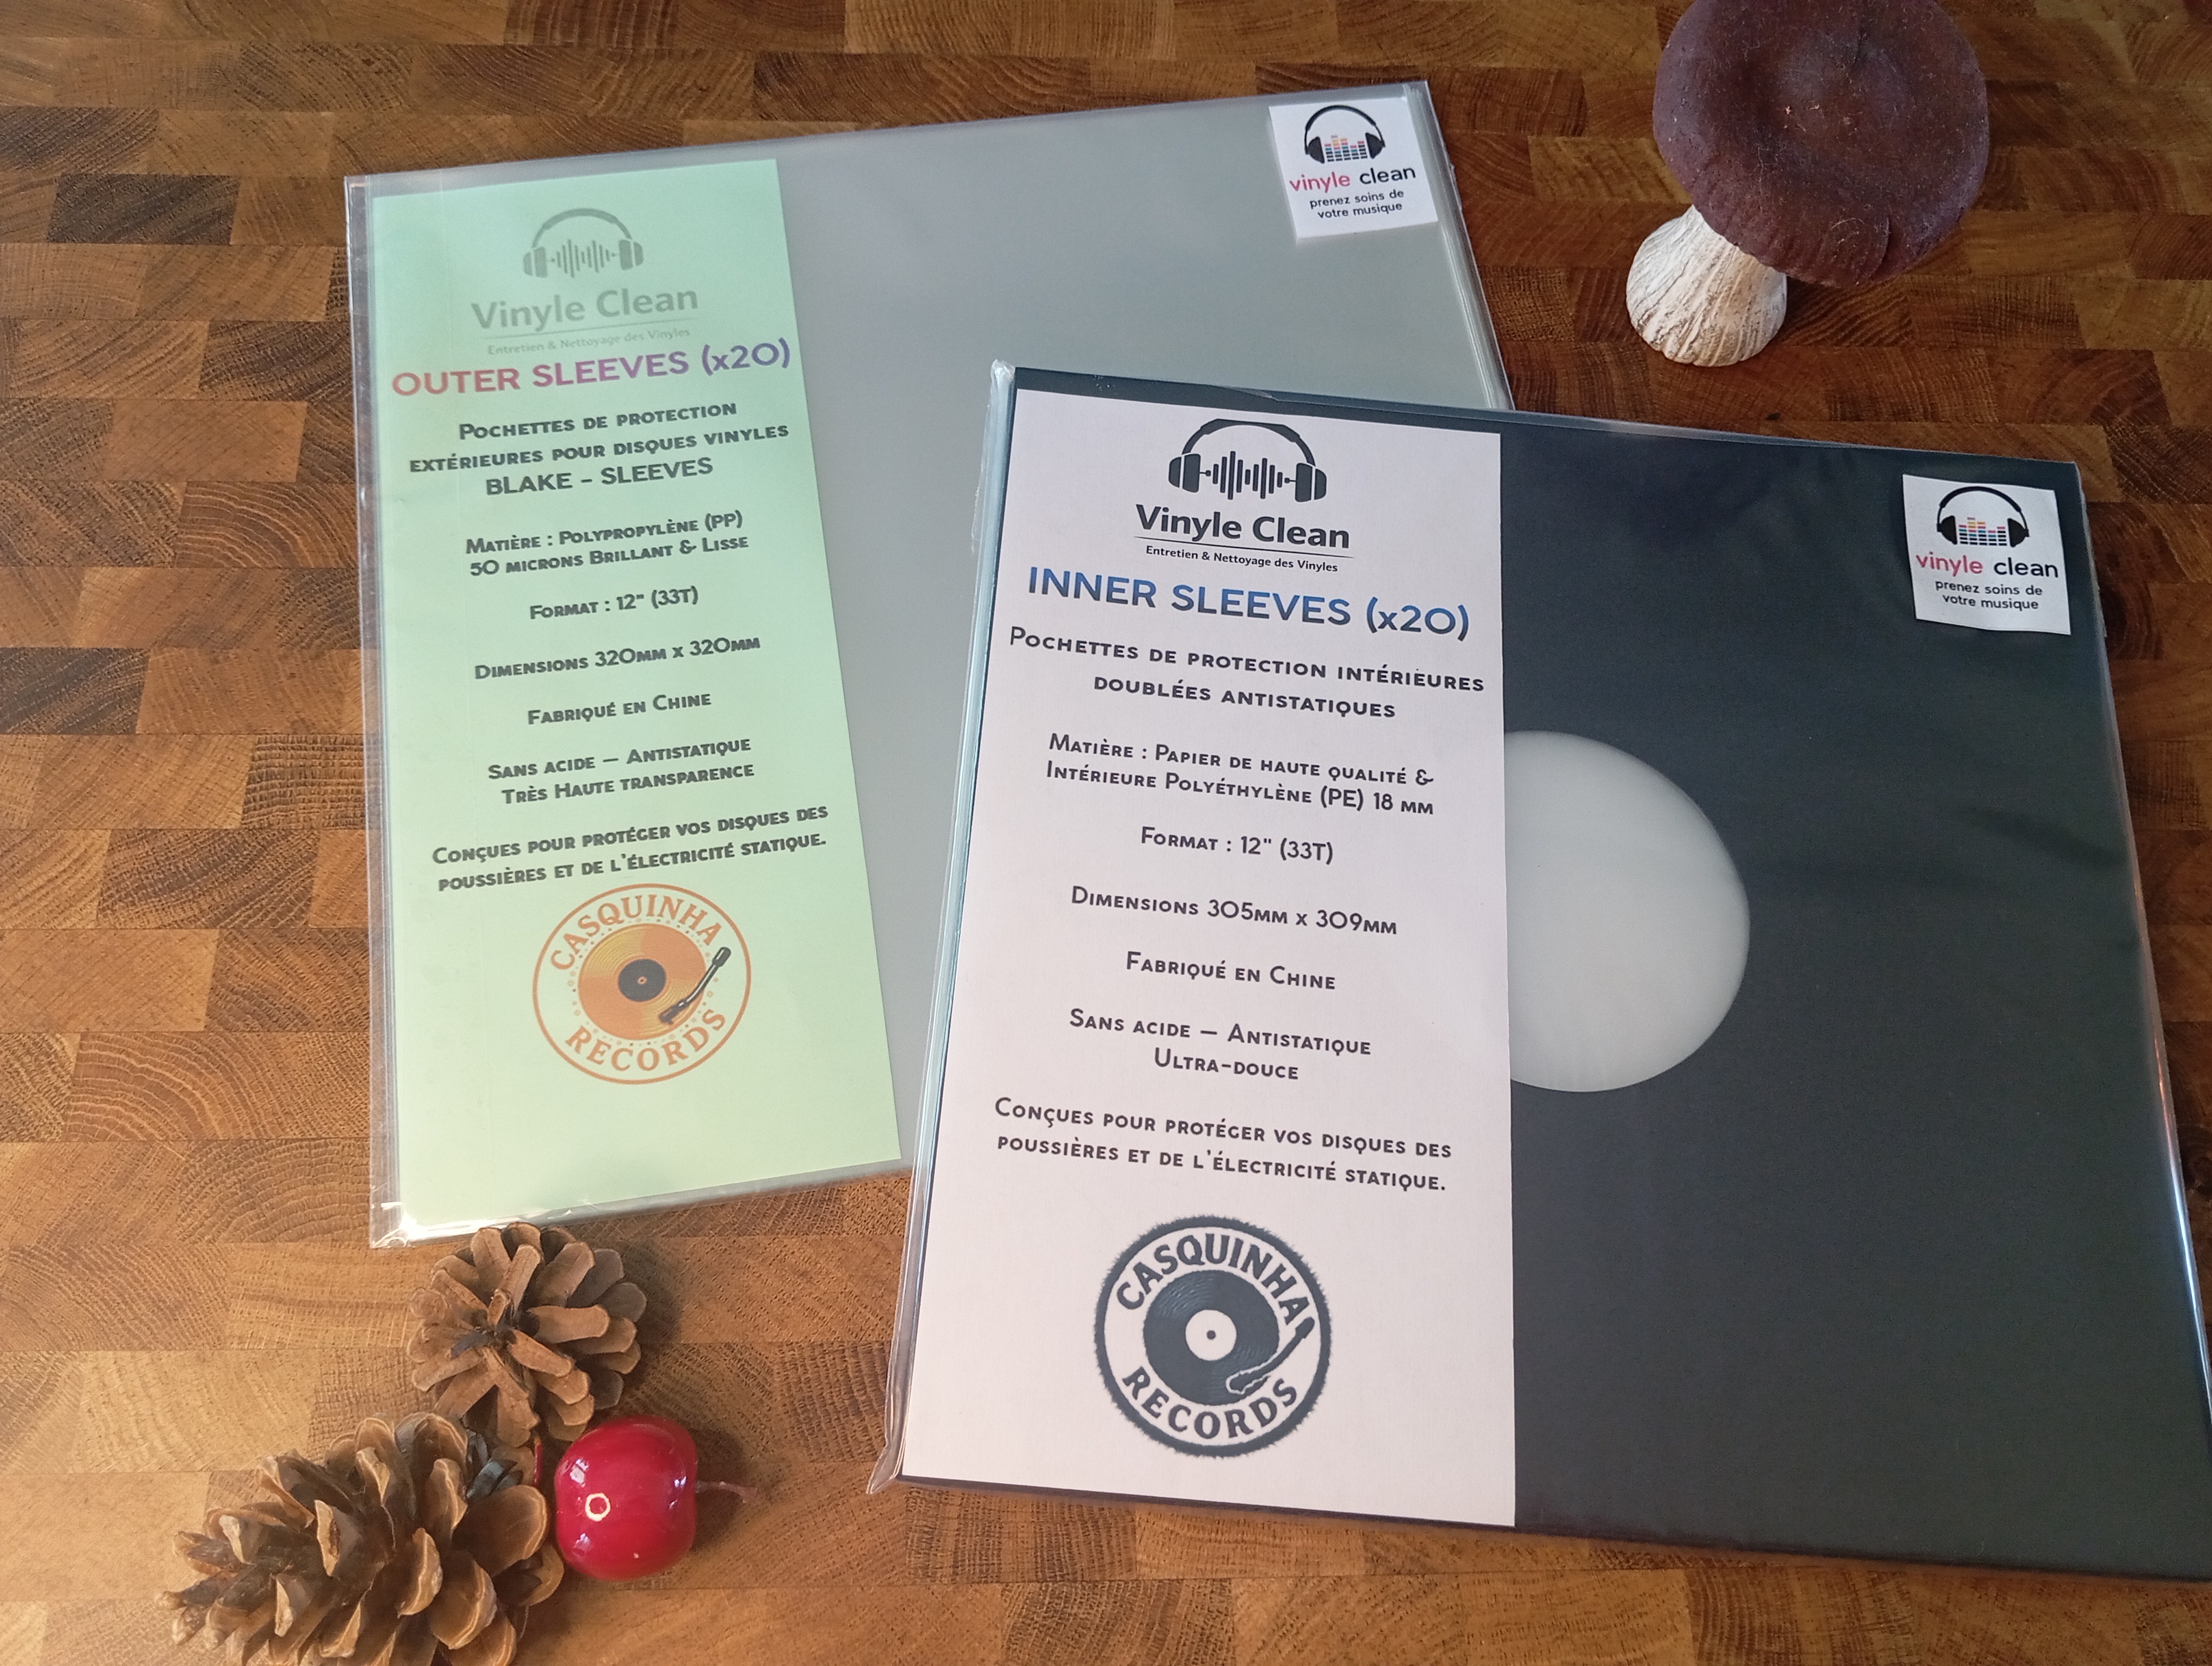 Vinyle Clean
Entretien & Nettoyage des Vinyles
OUTER SLEEVES (x20)
Pochettes de protection
extérieures pour disques vinyles
BLAKE - SLEEVES
Matière : Polypropylène (PP)
50 microns Brillant & Lisse
Format : 12" (33T)
Dimensions 320mm x 320mm
Fabriqué en Chine
Sans acide – Antistatique
Très Haute transparence
Conçues pour protéger vos disques des
poussières et de l'électricité statique.
CASQUINHA
RECORDS
vinyle clean
prenez soins de
votre musique
Vinyle Clean
Entretien & Nettoyage des Vinyles
INNER SLEEVES (x20)
Pochettes de protection intérieures
doublées antistatiques
Matière : Papier de haute qualité &
Intérieure Polyéthylène (PE) 18 mm
Format : 12" (33T)
Dimensions 305mm x 309mm
Fabriqué en Chine
Sans acide – Antistatique
Ultra-douce
Conçues pour protéger vos disques des
poussières et de l'électricité statique.
CASQUINHA
RECORDS
vinyle clean
prenez soins de
votre musique